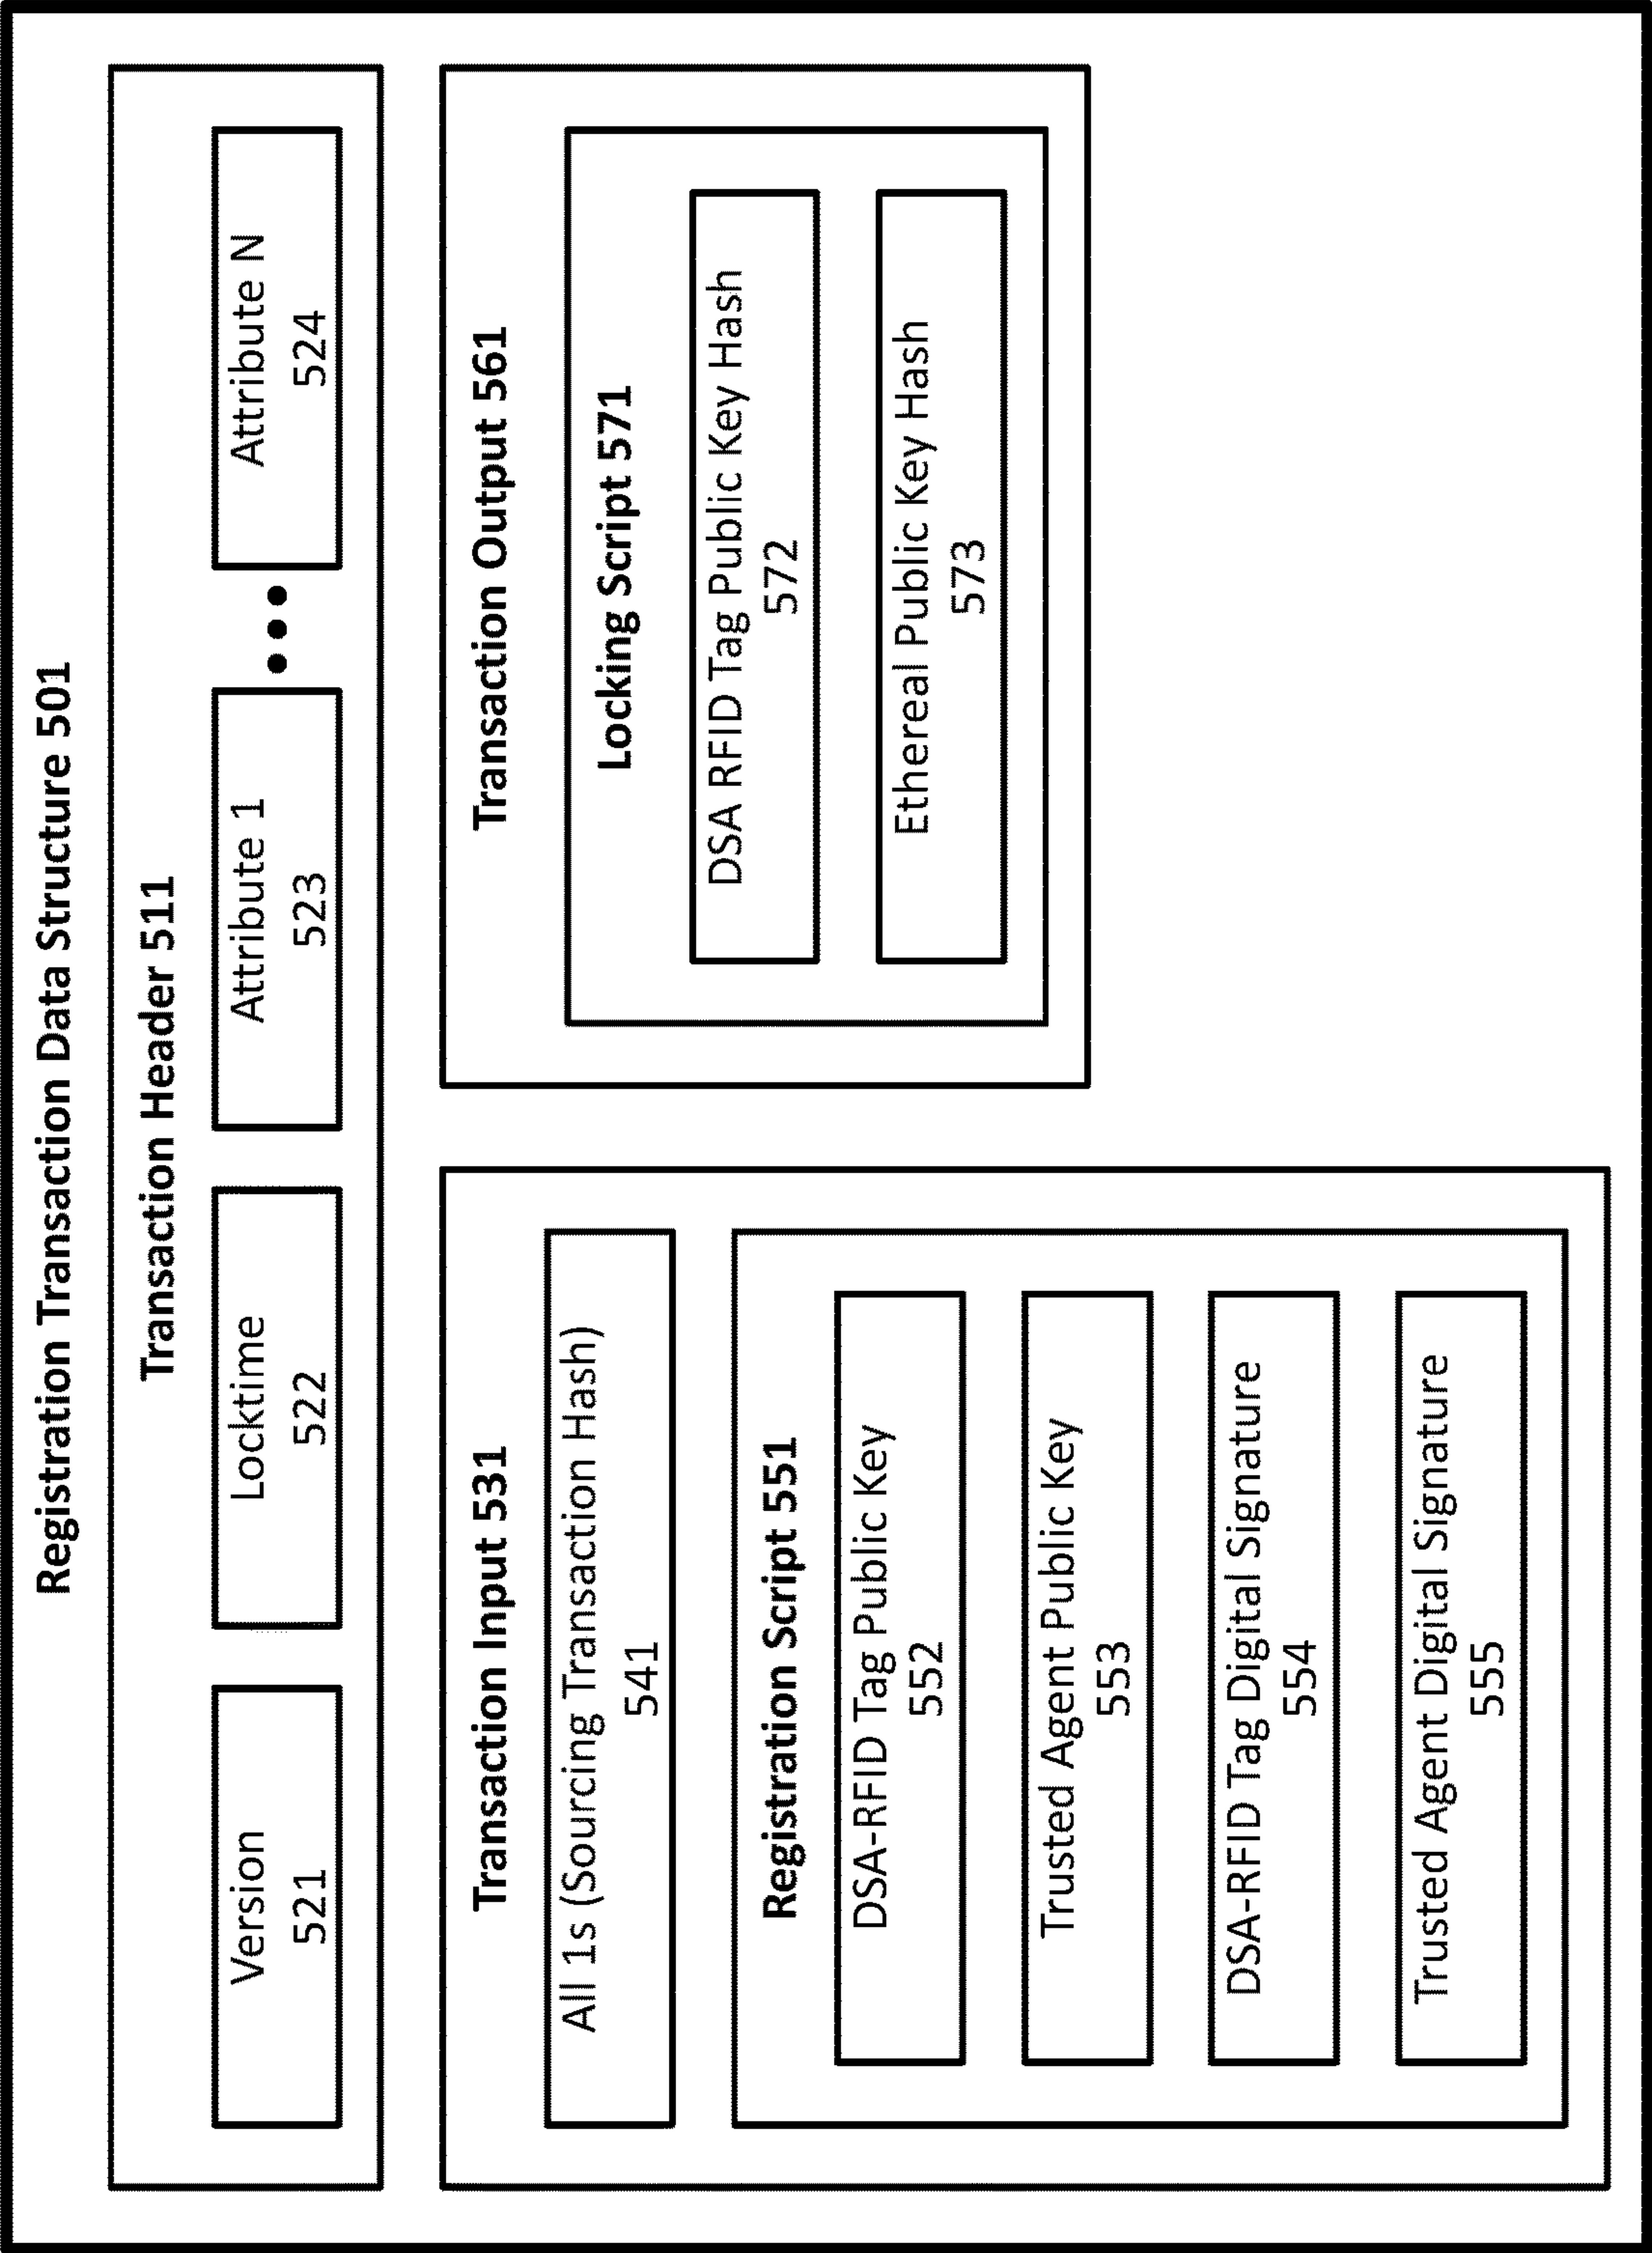 Registration Transaction Data Structure 501
Transaction Header 511
Version
521
Locktime
522
Attribute 1
523
•••
Attribute N
524
Transaction Input 531
All 1s (Sourcing Transaction Hash)
541
Registration Script 551
DSA-RFID Tag Public Key
552
Trusted Agent Public Key
553
DSA-RFID Tag Digital Signature
554
Trusted Agent Digital Signature
555
Transaction Output 561
Locking Script 571
DSA RFID Tag Public Key Hash
572
Ethereal Public Key Hash
573